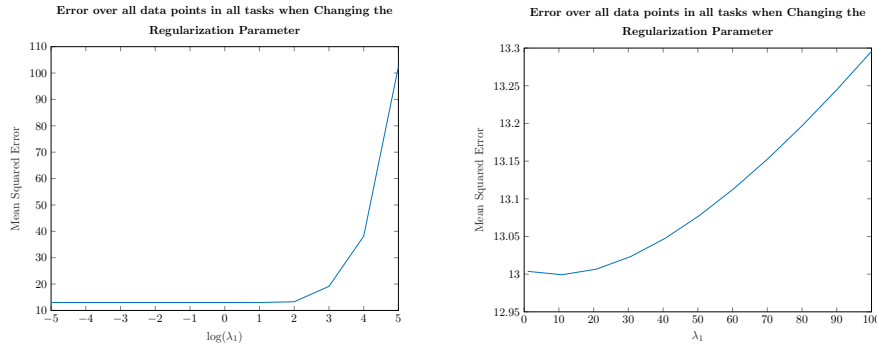 Error over all data points in all tasks when Changing the
Regularization Parameter
110
100
90
80
70
60
50
40
30
20
10
Mean Squared Error
−5 −4 −3 −2 −1 0 1 2 3 4 5
log(λ1)
Error over all data points in all tasks when Changing the
Regularization Parameter
13.3
13.25
13.2
13.15
13.1
13.05
13
12.95
Mean Squared Error
0 10 20 30 40 50 60 70 80 90 100
λ1